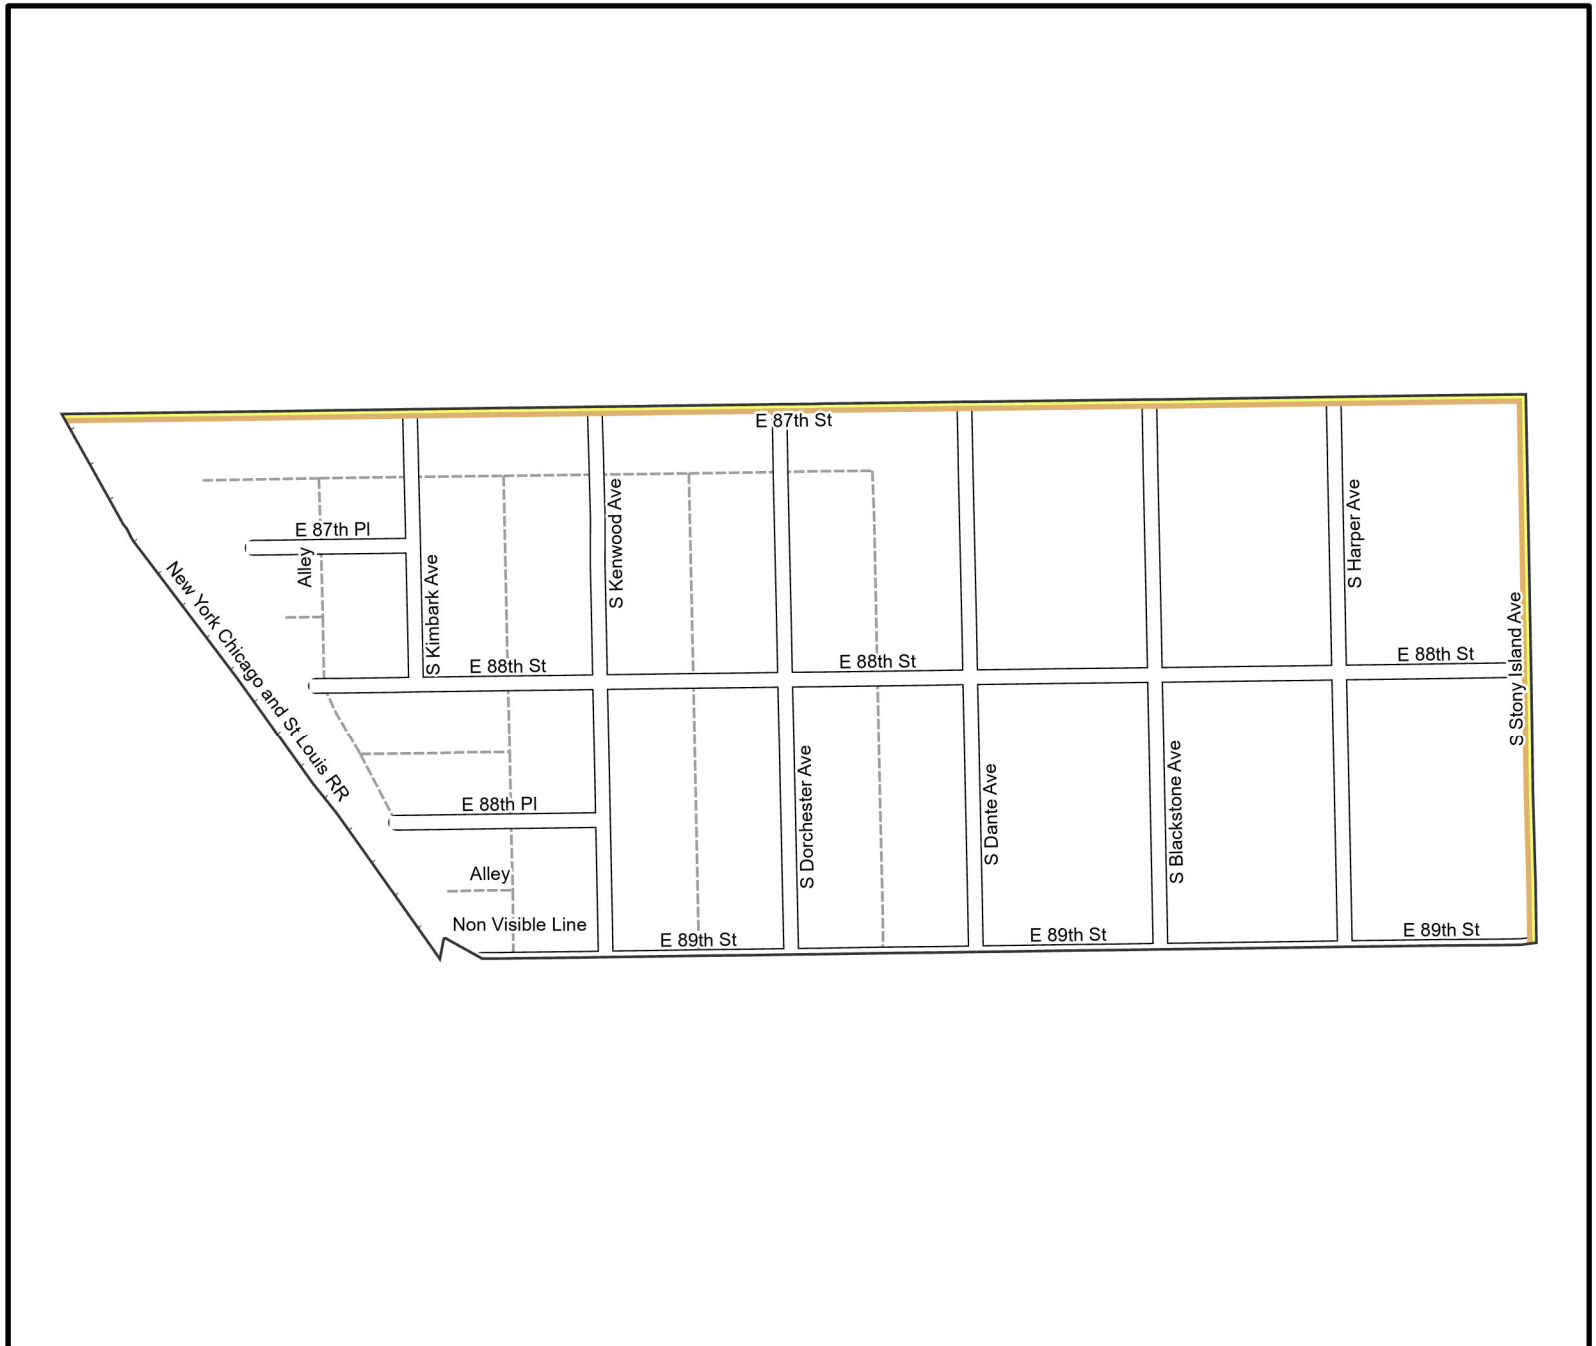 E 87th St
S Kenwood Ave
S Harper Ave
E 87th Pl
Alley
S Kimbark Ave
New York Chicago and St Louis RR
E 88th St
E 88th St
E 88th St
S Stony Island Ave
S Dorchester Ave
S Dante Ave
S Blackstone Ave
E 88th Pl
Alley
Non Visible Line
E 89th St
E 89th St
E 89th St